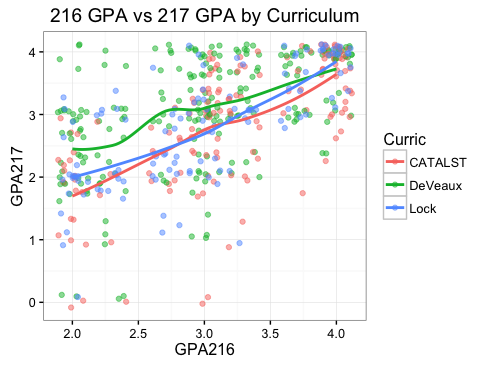 216 GPA vs 217 GPA by Curriculum
GPA217
4
3
2
1
0
2.0 2.5 3.0 3.5 4.0
GPA216
Curric
CATALST
DeVeaux
Lock